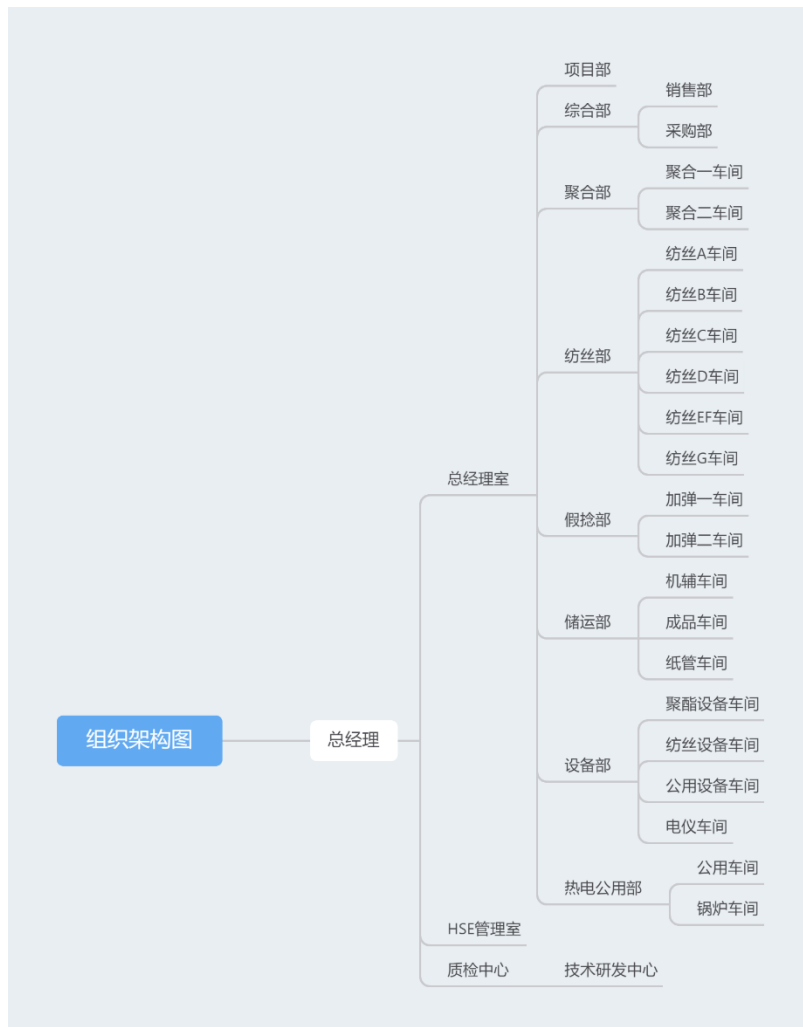 项目部
销售部
综合部
采购部
聚合一车间
聚合部
聚合二车间
纺丝A车间
纺丝B车间
纺丝C车间
纺丝部
纺丝D车间
纺丝EF车间
纺丝G车间
总经理室
加弹一车间
假捻部
加弹二车间
机辅车间
储运部
成品车间
纸管车间
聚酯设备车间
组织架构图
总经理
纺丝设备车间
设备部
公用设备车间
电仪车间
公用车间
热电公用部
锅炉车间
HSE管理室
质检中心
技术研发中心